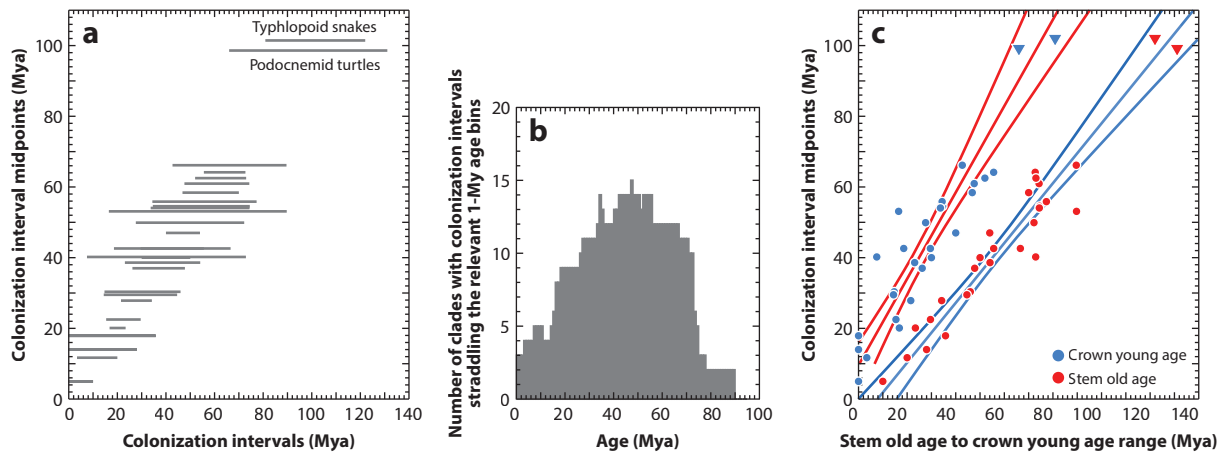 a
Typhlopoid snakes
Podocnemid turtles
Colonization interval midpoints (Mya)
100
80
60
40
20
0
0 20 40 60 80 100 120 140
Colonization intervals (Mya)
b
Number of clades with colonization intervals
straddling the relevant 1-My age bins
20
15
10
5
0
0 20 40 60 80 100
Age (Mya)
c
Colonization interval midpoints (Mya)
100
80
60
40
20
0
Crown young age
Stem old age
20 40 60 80 100 120 150
Stem old age to crown young age range (Mya)